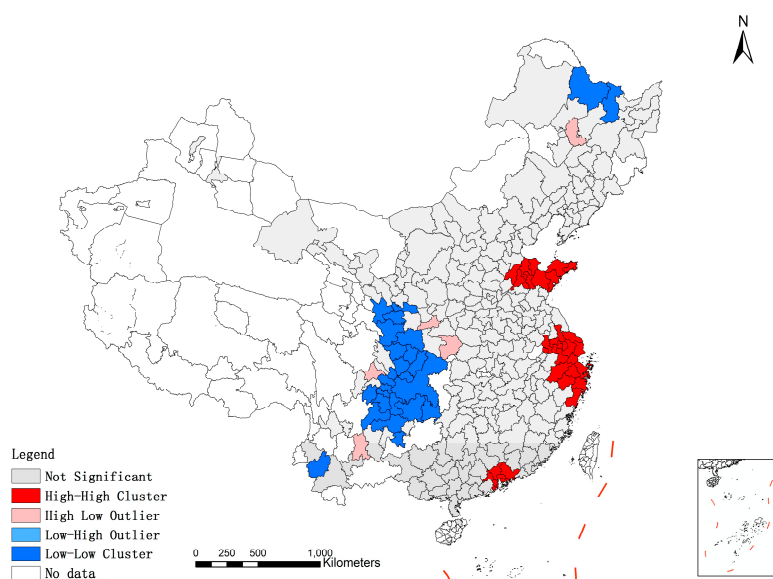 N
Legend
Not Significant
High-High Cluster
High Low Outlier
Low-High Outlier
Low-Low Cluster
No data
0 250 500 1,000
Kilometers